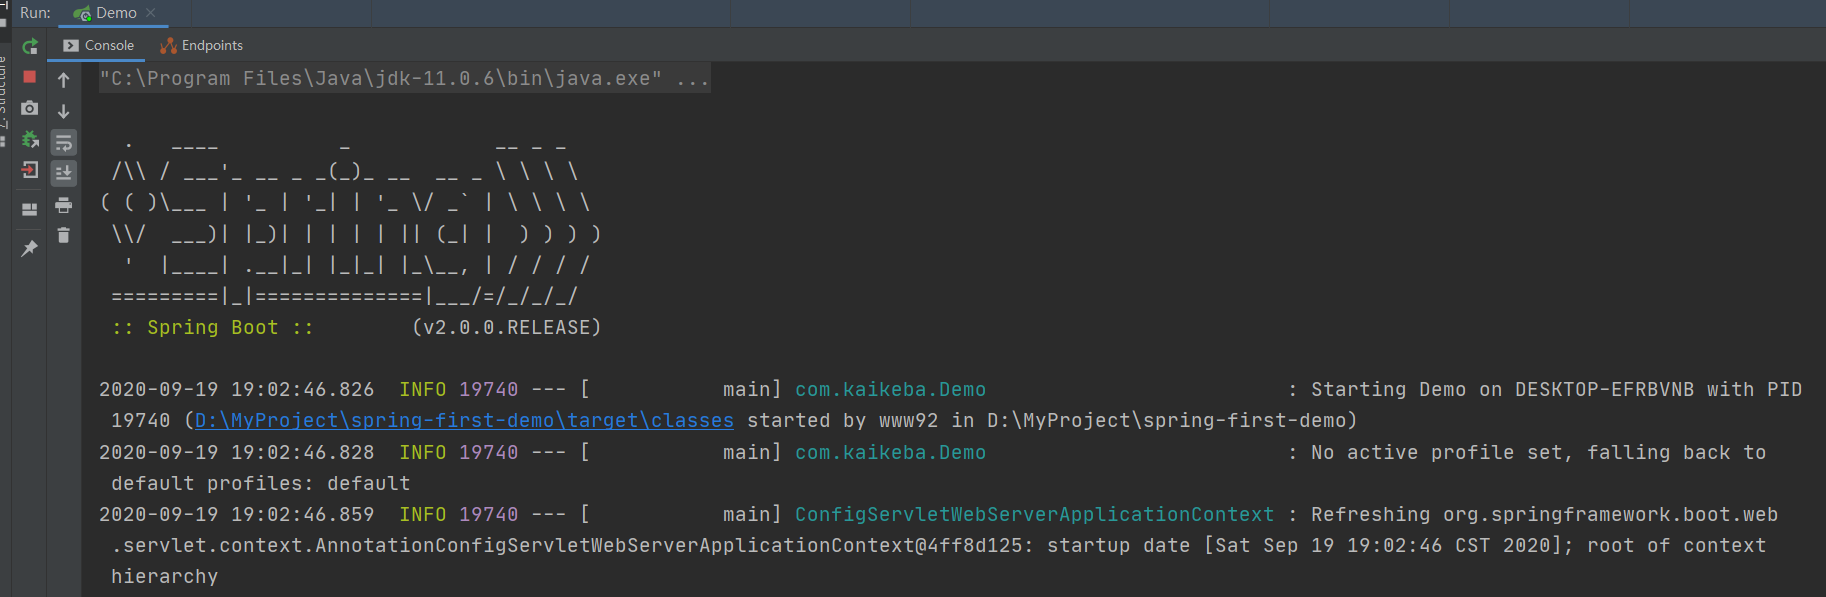 Run: Demo
Console Endpoints
Z: Structure
"C:\Program Files\Java\jdk-11.0.6\bin\java.exe" ...
  .   ____          _            __ _ _
 /\\ / ___'_ __ _ _(_)_ __  __ _ \ \ \ \
( ( )\___ | '_ | '_| | '_ \/ _` | \ \ \ \
 \\/  ___)| |_)| | | | | || (_| |  ) ) ) )
  '  |____| .__|_| |_|_| |_\__, | / / / /
 =========|_|==============|___/=/_/_/_/
 :: Spring Boot ::        (v2.0.0.RELEASE)
2020-09-19 19:02:46.826  INFO 19740 --- [           main] com.kaikeba.Demo                         : Starting Demo on DESKTOP-EFRBVNB with PID
 19740 (D:\MyProject\spring-first-demo\target\classes started by www92 in D:\MyProject\spring-first-demo)
2020-09-19 19:02:46.828  INFO 19740 --- [           main] com.kaikeba.Demo                         : No active profile set, falling back to
 default profiles: default
2020-09-19 19:02:46.859  INFO 19740 --- [           main] ConfigServletWebServerApplicationContext : Refreshing org.springframework.boot.web
 .servlet.context.AnnotationConfigServletWebServerApplicationContext@4ff8d125: startup date [Sat Sep 19 19:02:46 CST 2020]; root of context
 hierarchy